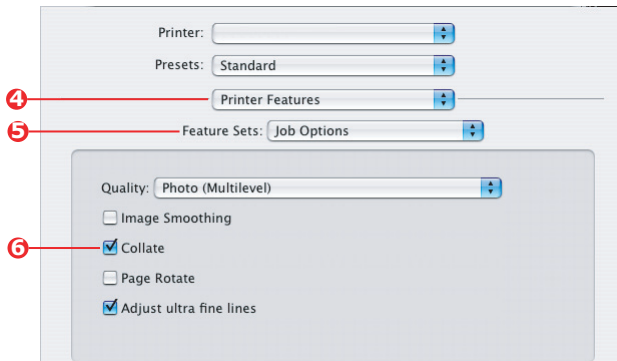 Printer:
Presets: Standard
4 Printer Features
5 Feature Sets: Job Options
Quality: Photo (Multilevel)
Image Smoothing
6 Collate
Page Rotate
Adjust ultra fine lines